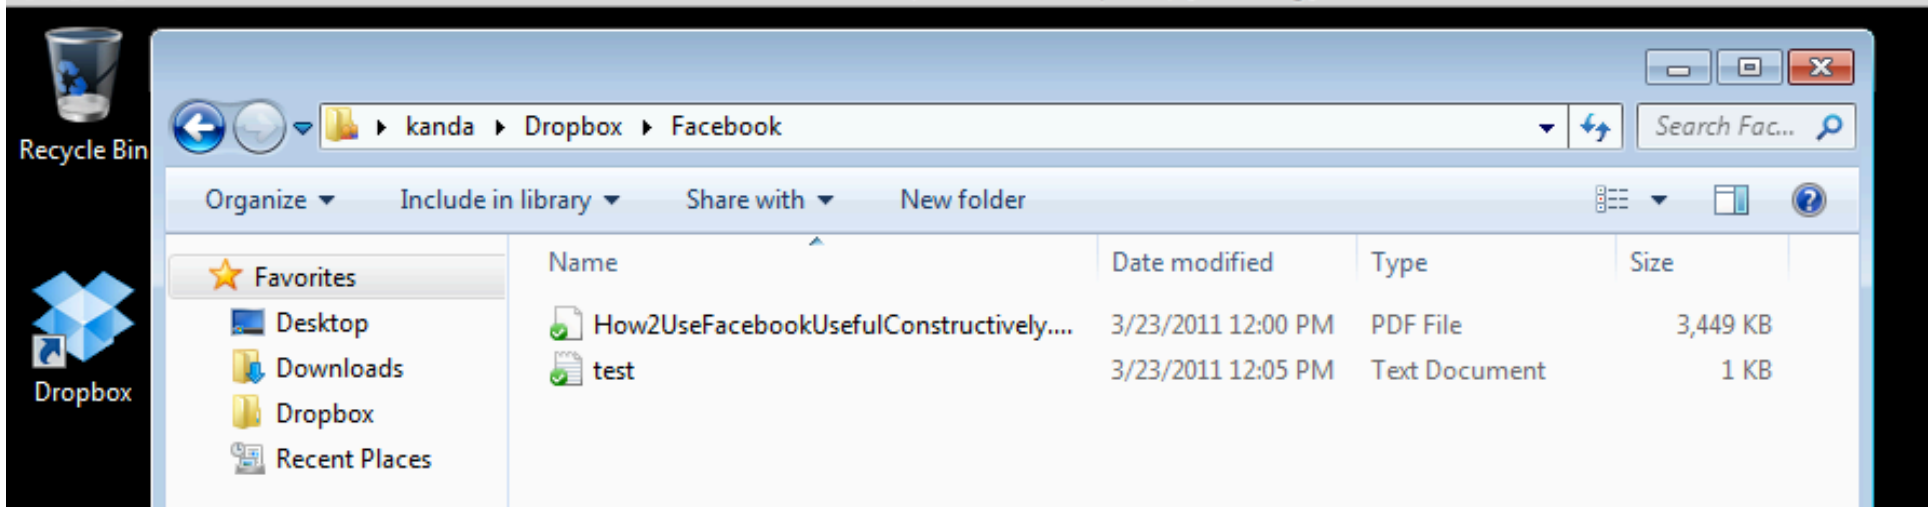 Recycle Bin
Dropbox
kanda Dropbox Facebook
Search Fac...
Organize Include in library Share with New folder
Favorites
Desktop
Downloads
Dropbox
Recent Places
Name Date modified Type Size
How2UseFacebookUsefulConstructively.... 3/23/2011 12:00 PM PDF File 3,449 KB
test 3/23/2011 12:05 PM Text Document 1 KB